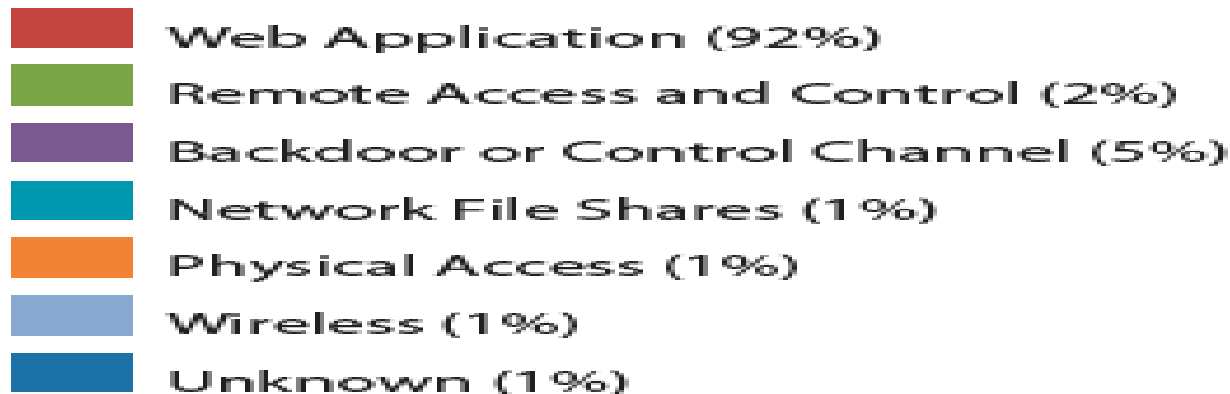 Web Application (92%)
Remote Access and Control (2%)
Backdoor or Control Channel (5%)
Network File Shares (1%)
Physical Access (1%)
Wireless (1%)
Unknown (1%)